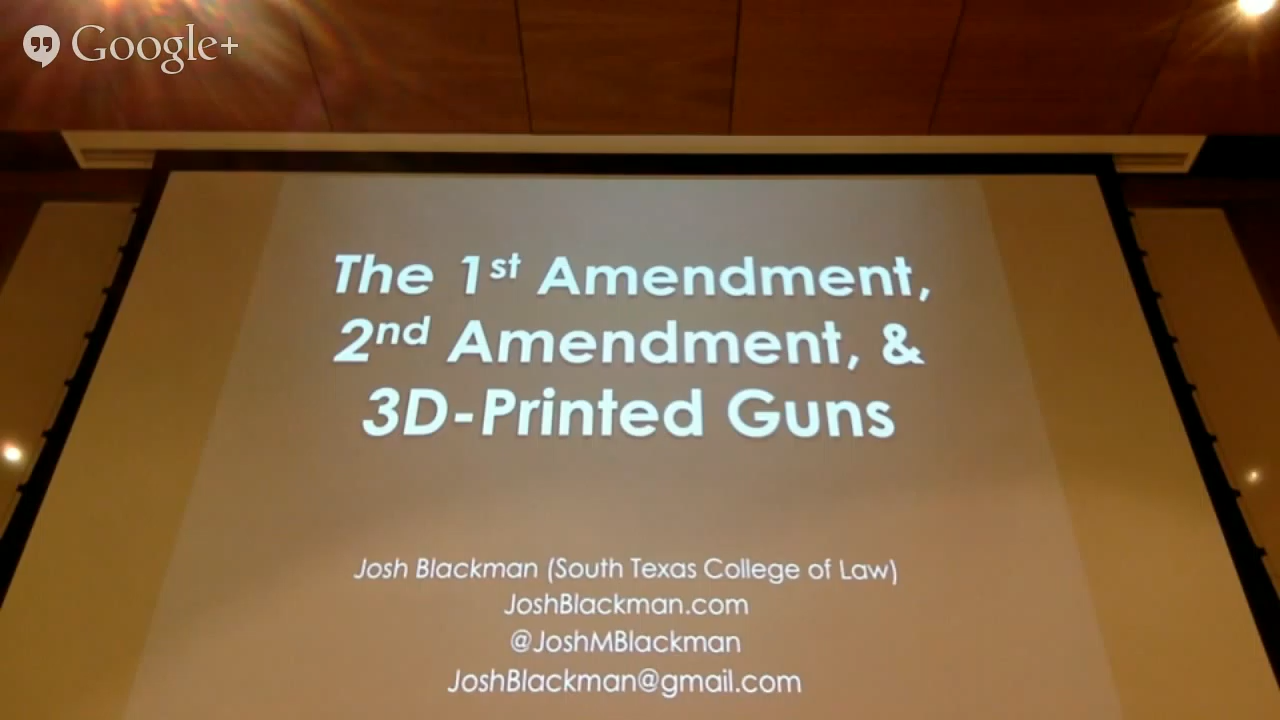 Google+
The 1st Amendment,
2nd Amendment, &
3D-Printed Guns
Josh Blackman (South Texas College of Law)
JoshBlackman.com
@JoshMBlackman
JoshBlackman@gmail.com